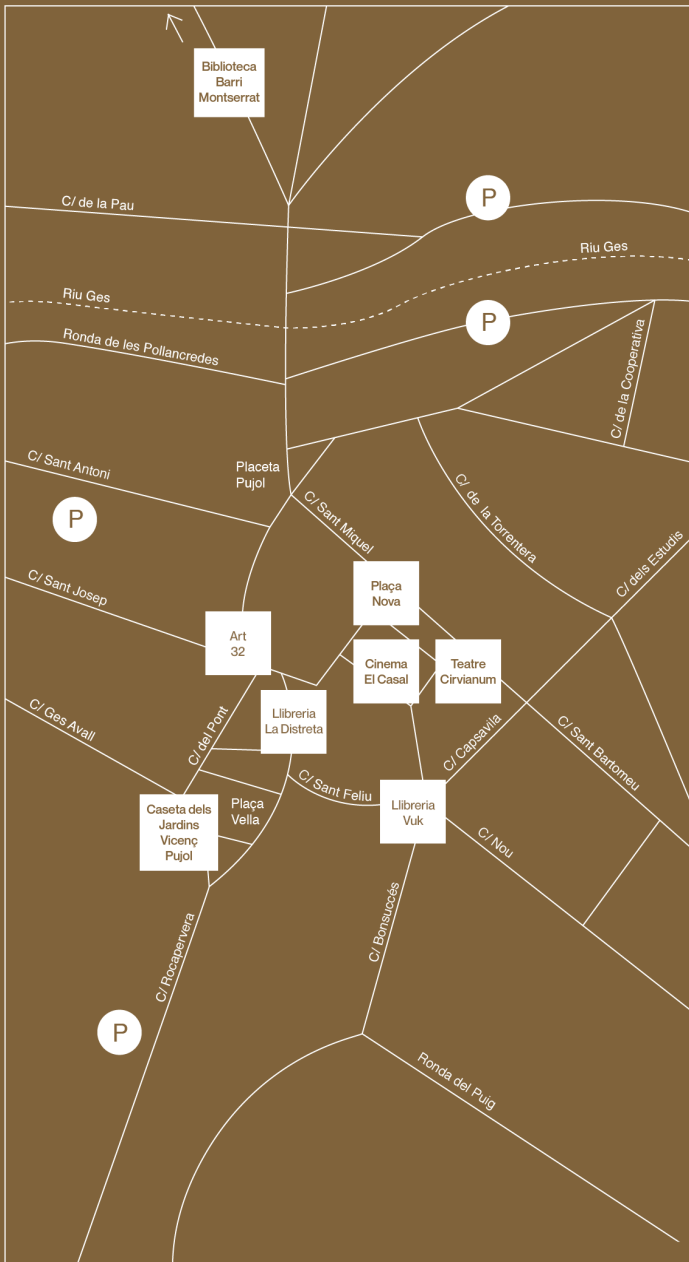 Biblioteca
Barri
Montserrat
C/ de la Pau
P
Riu Ges
Riu Ges
P
Ronda de les Pollancredes
C/ de la Cooperativa
C/ Sant Antoni
Placeta
Pujol
P
C/ Sant Miquel
C/ de la Torrentera
C/ Sant Josep
C/ deis Estudis
Plaça
Nova
Art
32
Cinema
El Casal
Teatre
Cirvianum
C/ Ges Avall
Llibreria
La Distreta
C/ del Pont
C/ Capsavila
C/ Sant Bartomeu
C/ Sant Feliu
Plaça
Vella
Caseta dels
Jardins
Vicenç
Pujol
Llibreria
Vuk
C/ Nou
C/ Bonsuccés
C/ Rocapervera
P
Ronda del Puig